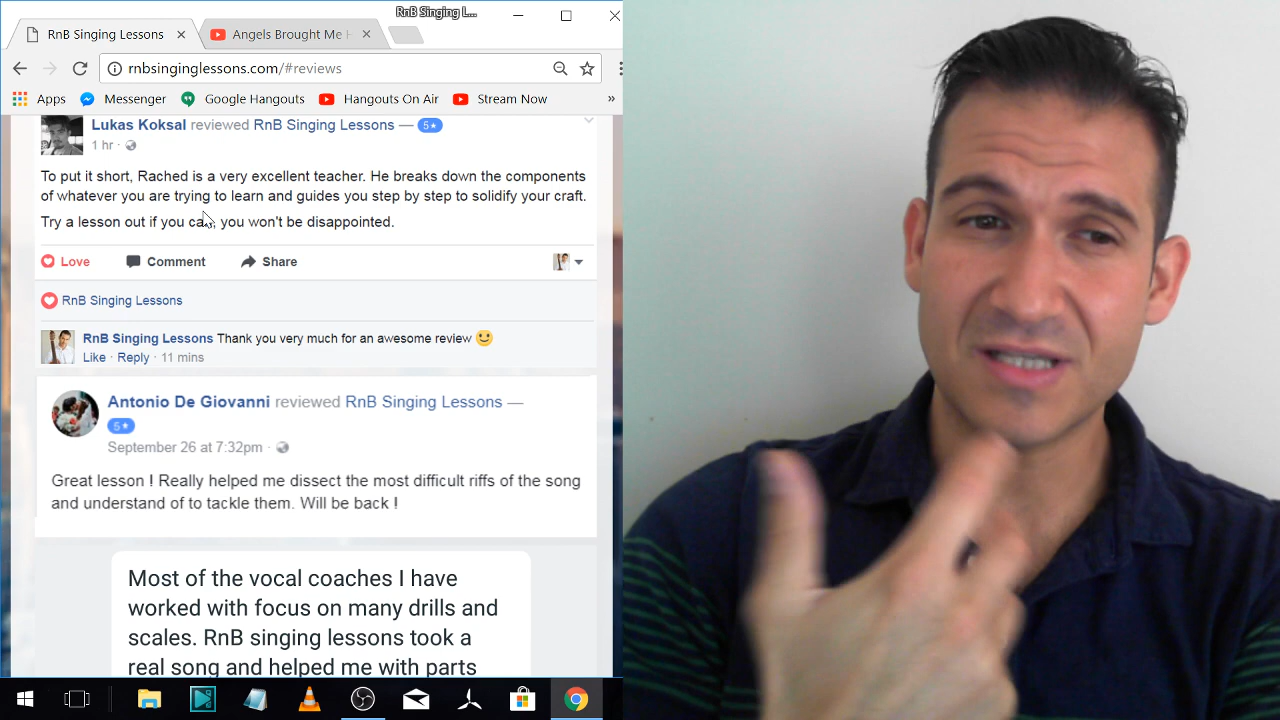 RnB Singing L...
RnB Singing Lessons
Angels Brought Me H
rnbsinginglessons.com/#reviews
Apps Messenger Google Hangouts Hangouts On Air Stream Now »
Lukas Koksal reviewed RnB Singing Lessons — 5★
1 hr ·
To put it short, Rached is a very excellent teacher. He breaks down the components
of whatever you are trying to learn and guides you step by step to solidify your craft.
Try a lesson out if you can, you won't be disappointed.
Love Comment Share
RnB Singing Lessons
RnB Singing Lessons Thank you very much for an awesome review
Like · Reply · 11 mins
Antonio De Giovanni reviewed RnB Singing Lessons —
5★
September 26 at 7:32pm ·
Great lesson ! Really helped me dissect the most difficult riffs of the song
and understand of to tackle them. Will be back !
Most of the vocal coaches I have
worked with focus on many drills and
scales. RnB singing lessons took a
real song and helped me with parts